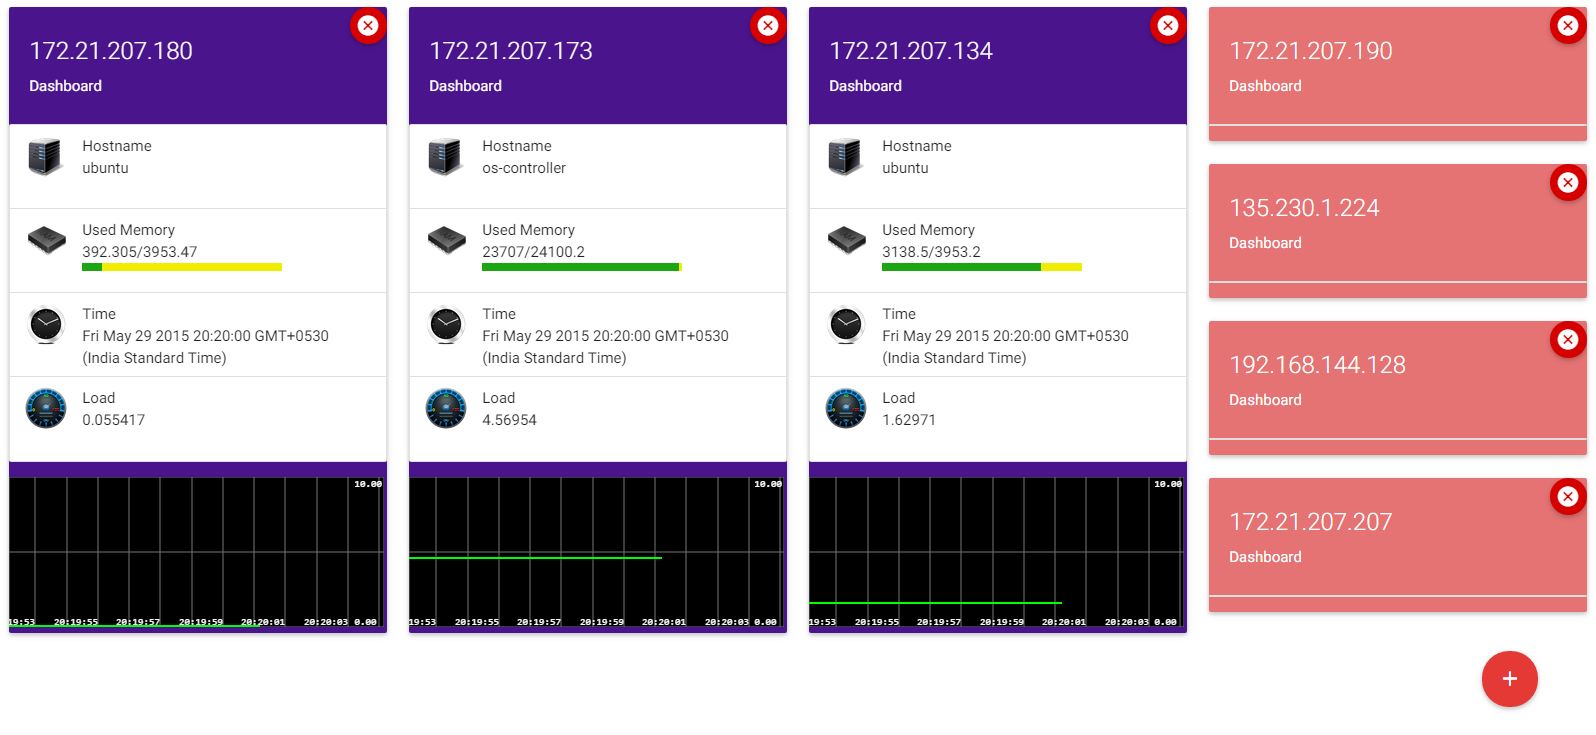 172.21.207.180
Dashboard
Hostname
ubuntu
Used Memory
392.305/3953.47
Time
Fri May 29 2015 20:20:00 GMT+0530
(India Standard Time)
Load
0.055417
10.00
19:53 20:19:55 20:19:57 20:19:59 20:20:01 20:20:03 0.00
172.21.207.173
Dashboard
Hostname
os-controller
Used Memory
23707/24100.2
Time
Fri May 29 2015 20:20:00 GMT+0530
(India Standard Time)
Load
4.56954
10.00
19:53 20:19:55 20:19:57 20:19:59 20:20:01 20:20:03 0.00
172.21.207.134
Dashboard
Hostname
ubuntu
Used Memory
3138.5/3953.2
Time
Fri May 29 2015 20:20:00 GMT+0530
(India Standard Time)
Load
1.62971
10.00
19:53 20:19:55 20:19:57 20:19:59 20:20:01 20:20:03 0.00
172.21.207.190
Dashboard
135.230.1.224
Dashboard
192.168.144.128
Dashboard
172.21.207.207
Dashboard
+